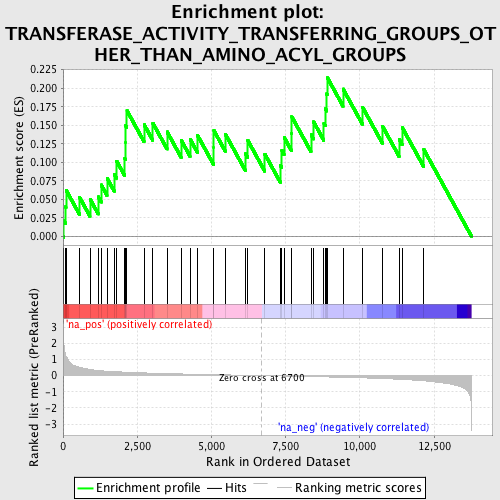 Enrichment plot:
TRANSFERASE_ACTIVITY_TRANSFERRING_GROUPS_OT
HER_THAN_AMINO_ACYL_GROUPS
Enrichment score (ES)
0.225
0.200
0.175
0.150
0.125
0.100
0.075
0.050
0.025
0.000
'na_pos' (positively correlated)
Ranked list metric (PreRanked)
3
2
1
0
-1
-2
-3
Zero cross at 6700
'na_neg' (negatively correlated)
0
2,500
5,000
7,500
10,000
12,500
Rank in Ordered Dataset
Enrichment profile
Hits
Ranking metric scores